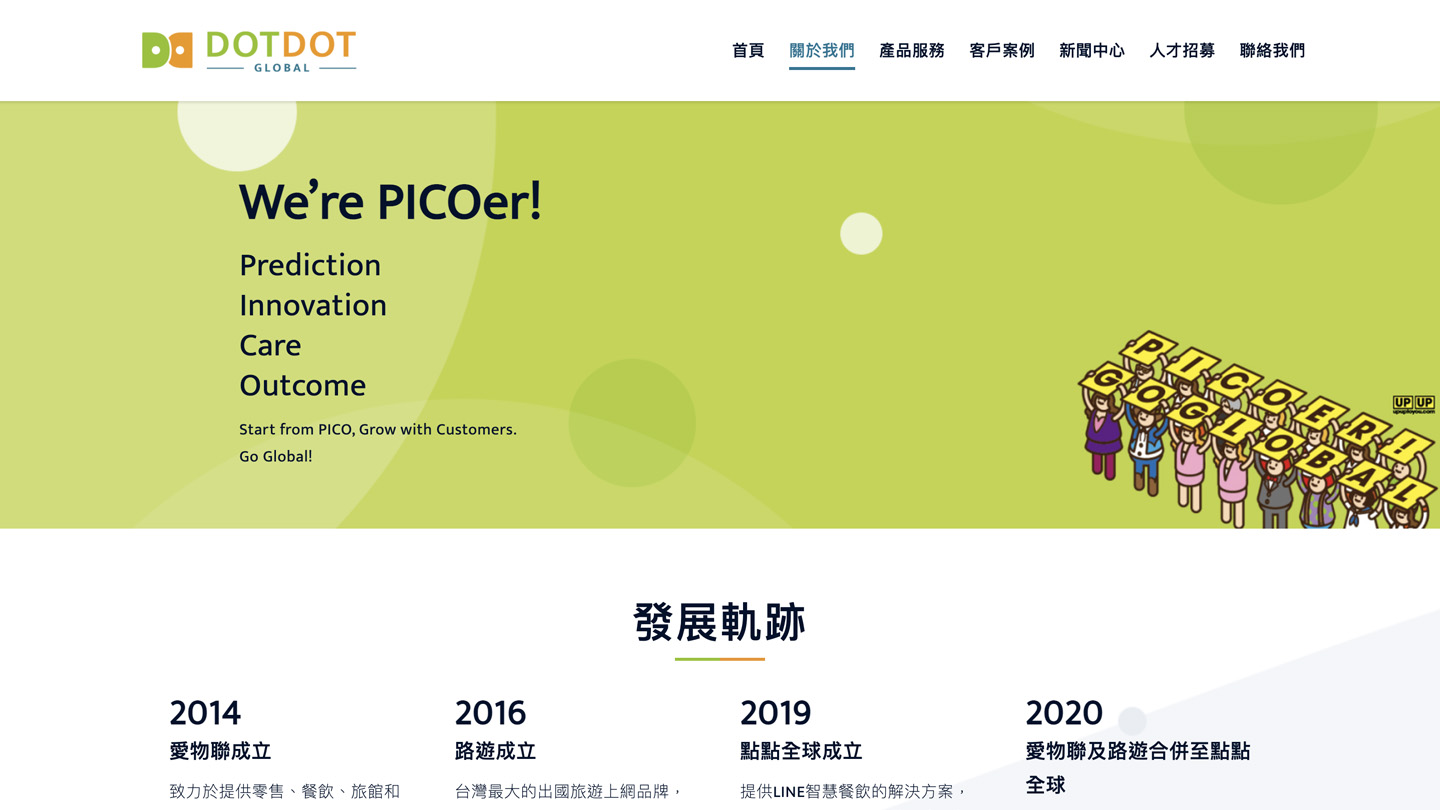 DOTDOT
GLOBAL
首頁 關於我們 產品服務 客戶案例 新聞中心 人才招募 聯絡我們
We’re PICOer!
Prediction
Innovation
Care
Outcome
Start from PICO, Grow with Customers.
Go Global!
PICOER!
GOGLOBAL
UP UP
upuptoyou.com
發展軌跡
2014
愛物聯成立
致力於提供零售、餐飲、旅館和
2016
路遊成立
台灣最大的出國旅遊上網品牌，
2019
點點全球成立
提供LINE智慧餐飲的解決方案，
2020
愛物聯及路遊合併至點點
全球